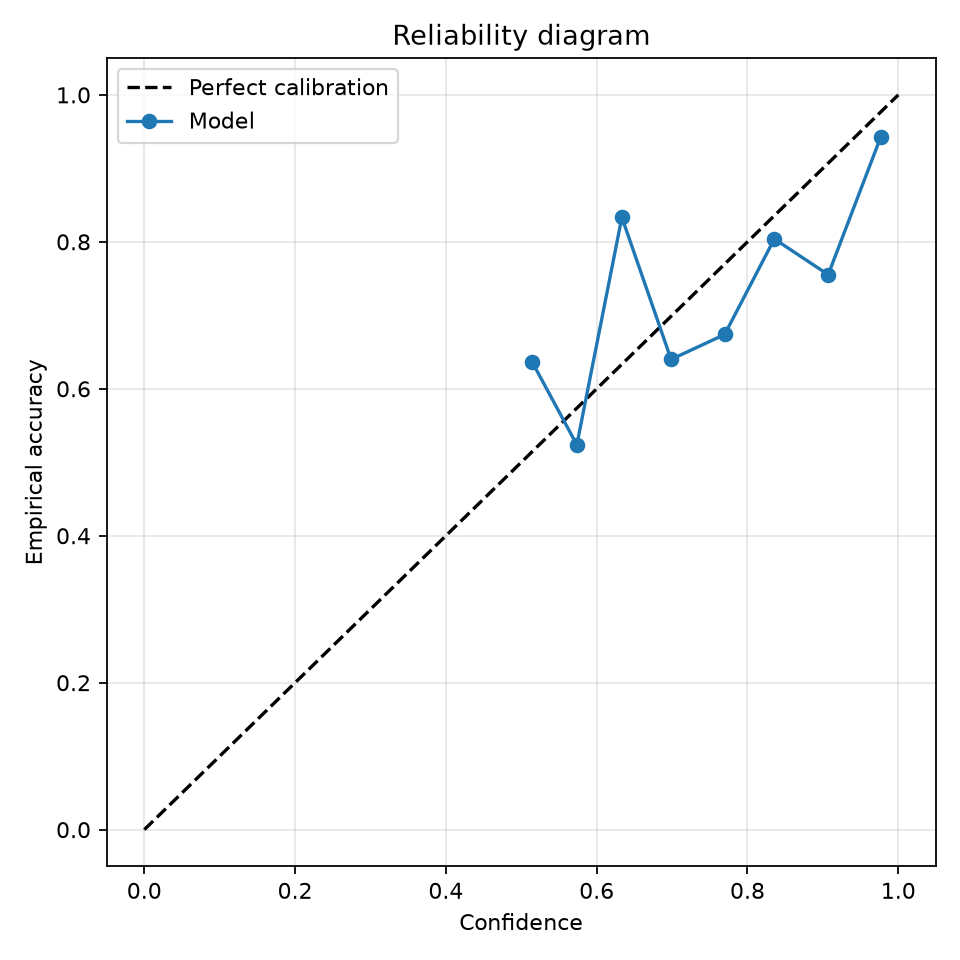 Reliability diagram
Perfect calibration
Model
1.0
0.8
0.6
0.4
0.2
0.0
Empirical accuracy
0.0 0.2 0.4 0.6 0.8 1.0
Confidence